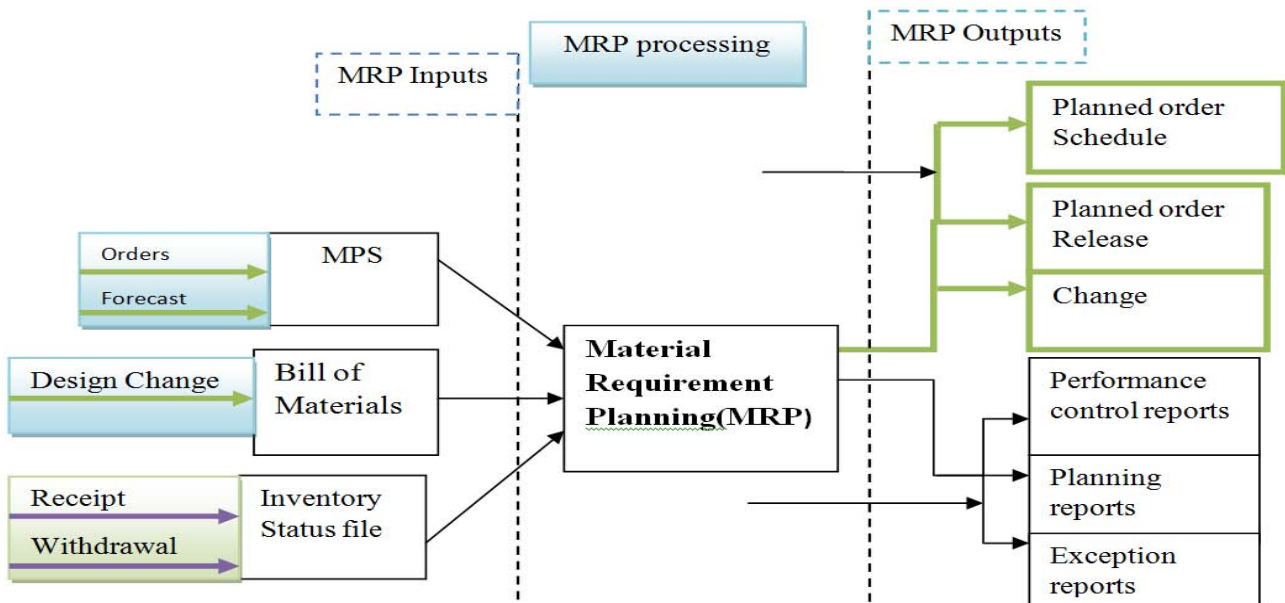 MRP Inputs
MRP processing
MRP Outputs
Orders
Forecast
MPS
Design Change
Bill of
Materials
Receipt
Withdrawal
Inventory
Status file
Material
Requirement
Planning(MRP)
Planned order
Schedule
Planned order
Release
Change
Performance
control reports
Planning
reports
Exception
reports